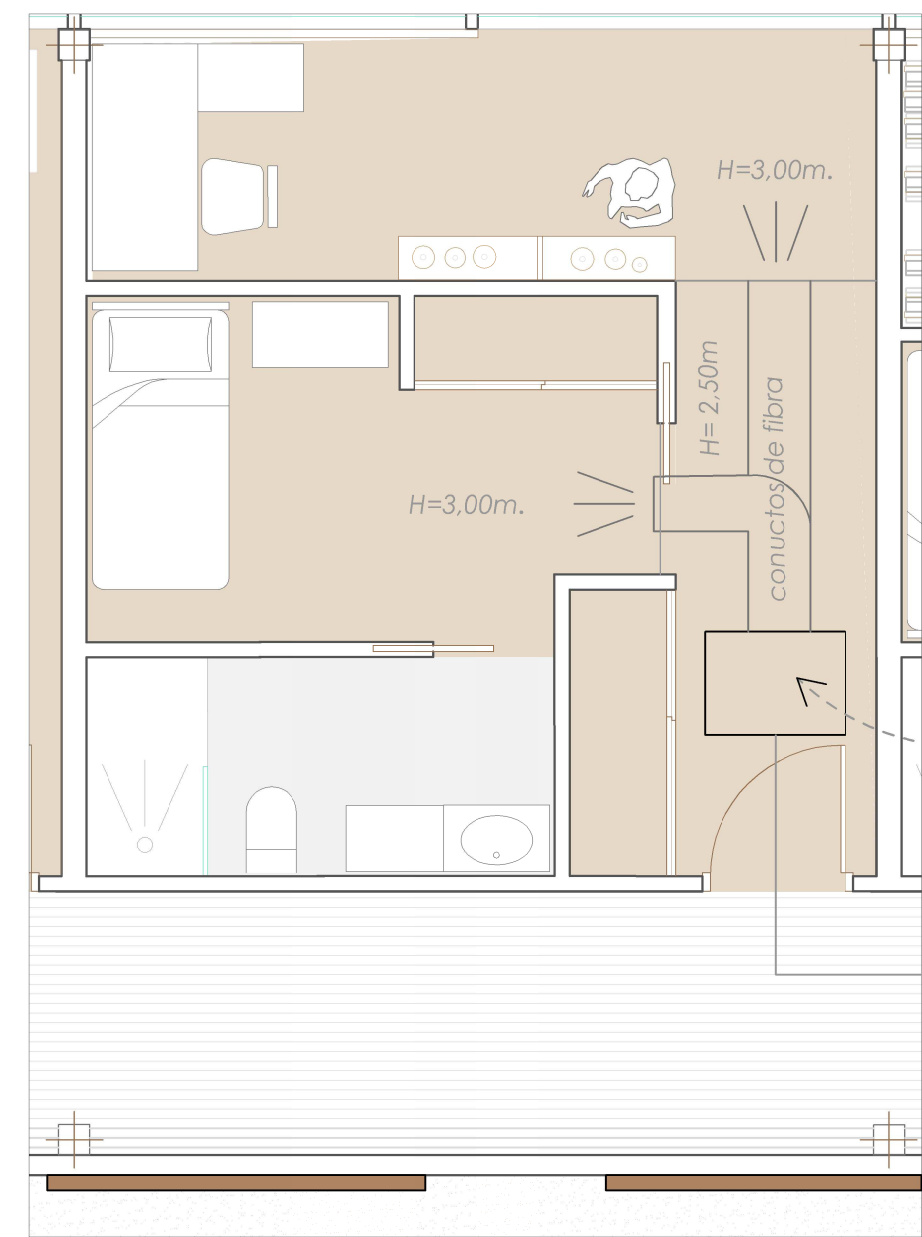 H=3,00m.
H= 2,50m
conuctos de fibra
H=3,00m.